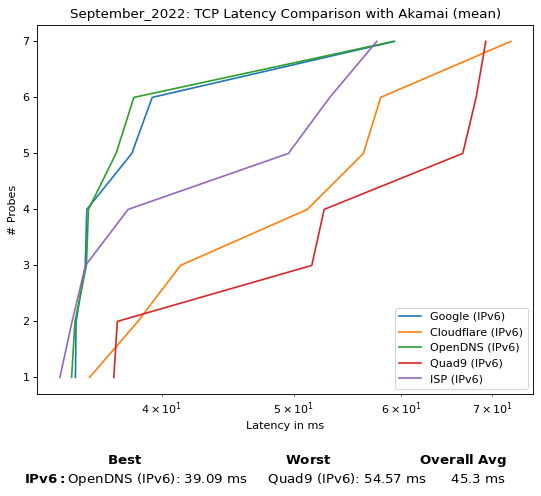 September_2022: TCP Latency Comparison with Akamai (mean)
7
6
5
4
3
2
1
# Probes
4 × 10¹ 5 × 10¹ 6 × 10¹ 7 × 10¹
Latency in ms
Google (IPv6)
Cloudflare (IPv6)
OpenDNS (IPv6)
Quad9 (IPv6)
ISP (IPv6)
Best Worst Overall Avg
IPv6: OpenDNS (IPv6): 39.09 ms Quad9 (IPv6): 54.57 ms 45.3 ms